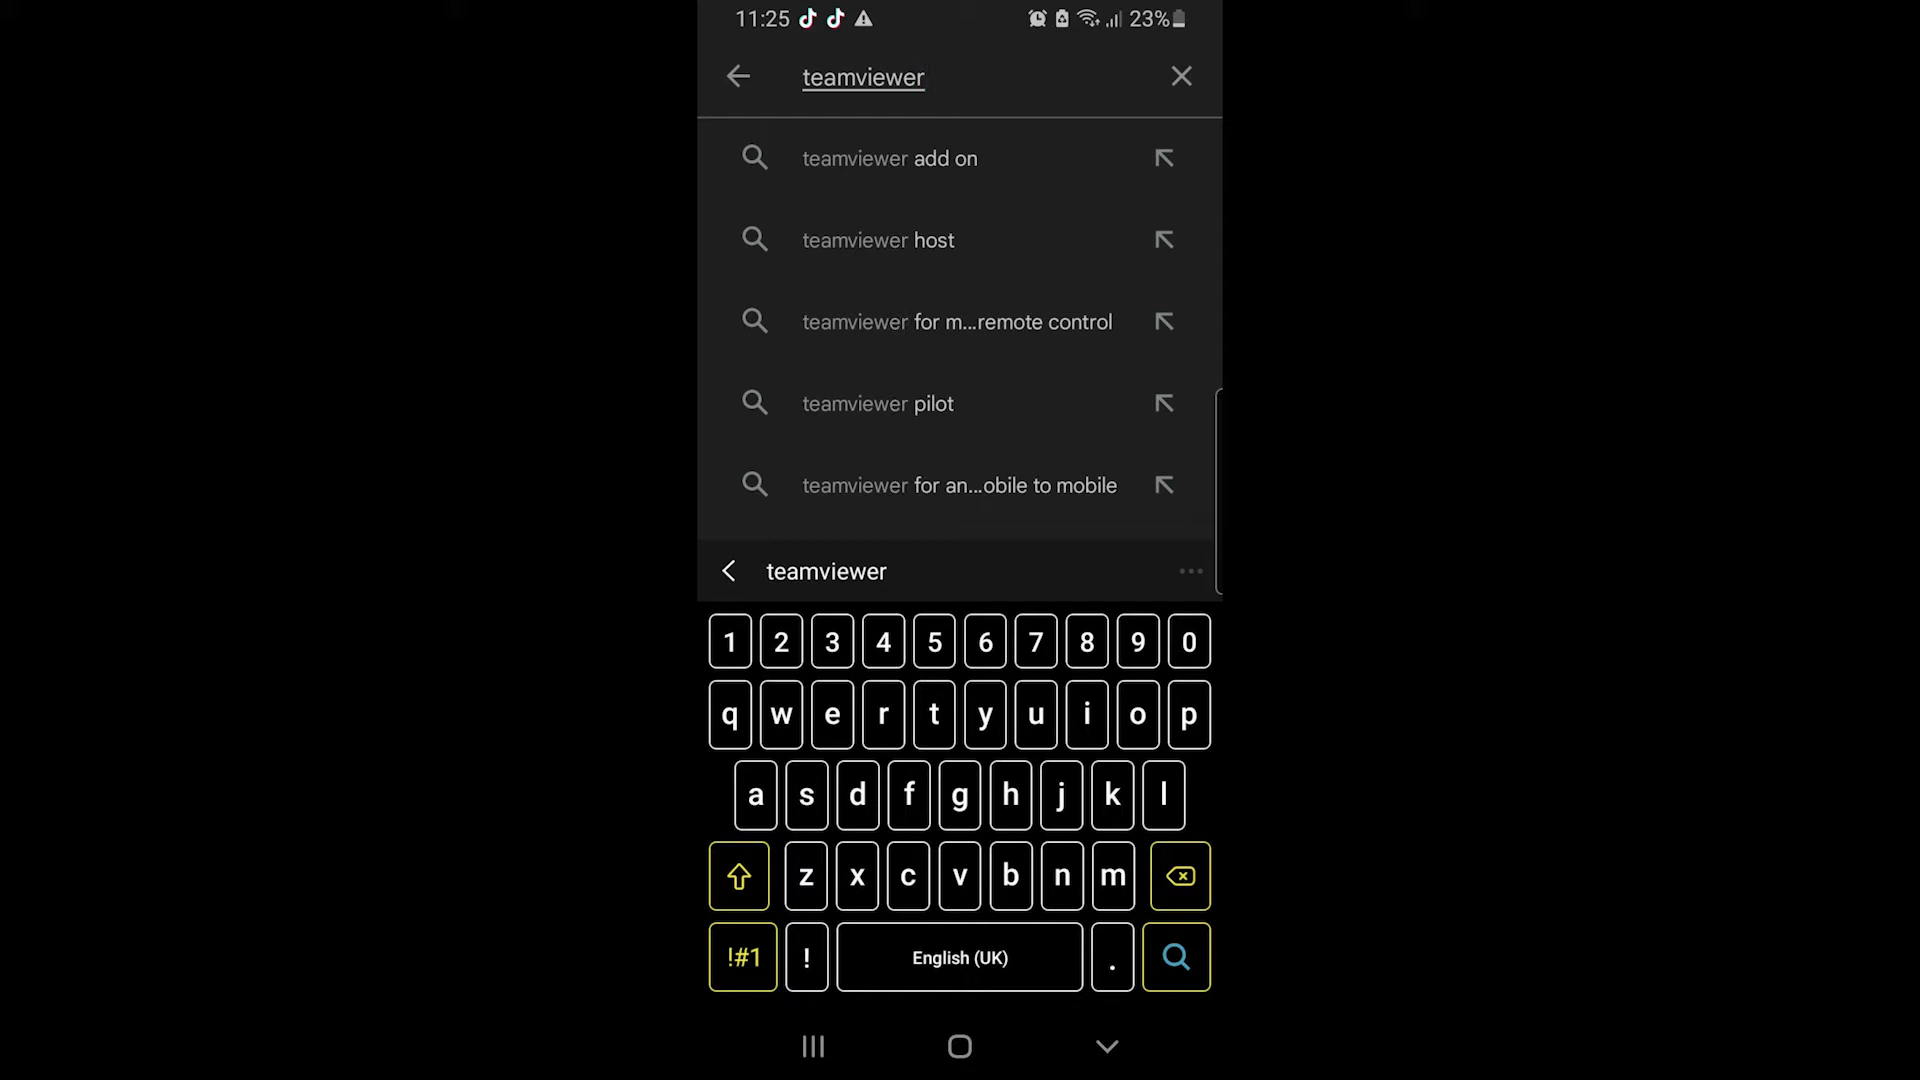 11:25 23%
teamviewer
teamviewer add on
teamviewer host
teamviewer for m...remote control
teamviewer pilot
teamviewer for an...obile to mobile
teamviewer
1 2 3 4 5 6 7 8 9 0
q w e r t y u i o p
a s d f g h j k l
z x c v b n m
!#1 ! English (UK) .